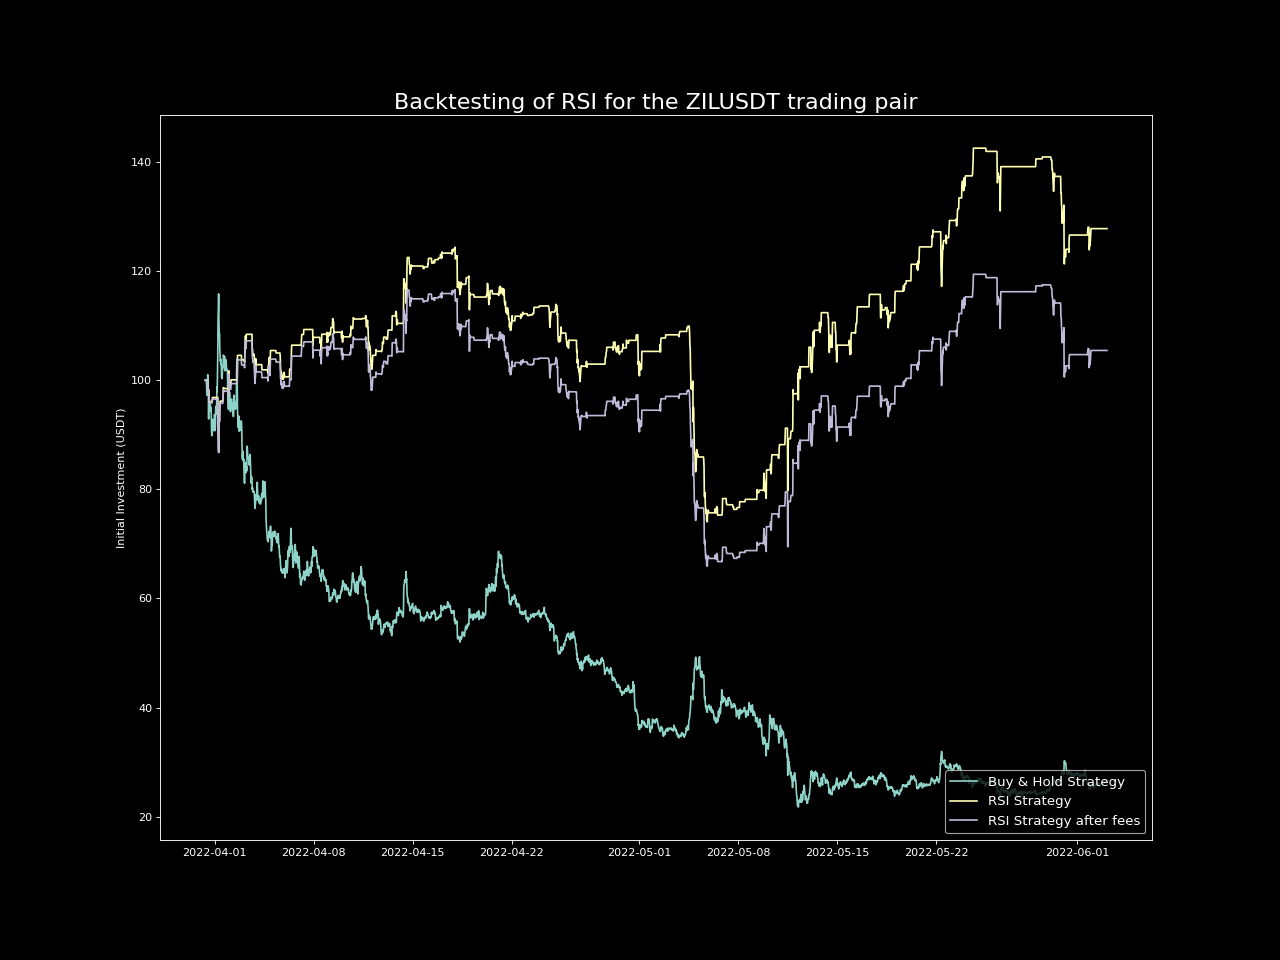 Backtesting of RSI for the ZILUSDT trading pair
Initial Investment (USDT)
140
120
100
80
60
40
20
2022-04-01 2022-04-08 2022-04-15 2022-04-22 2022-05-01 2022-05-08 2022-05-15 2022-05-22 2022-06-01
Buy & Hold Strategy
RSI Strategy
RSI Strategy after fees